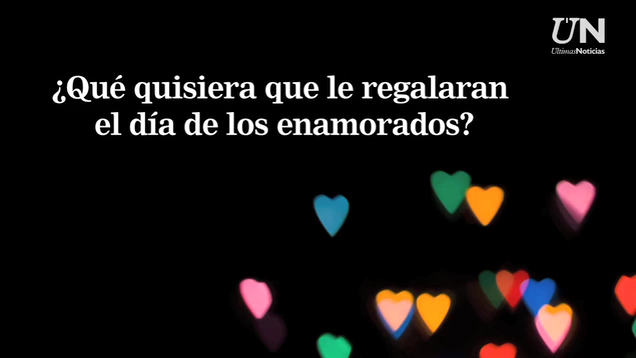 ÚN
ÚltimasNoticias
¿Qué quisiera que le regalaran
el día de los enamorados?